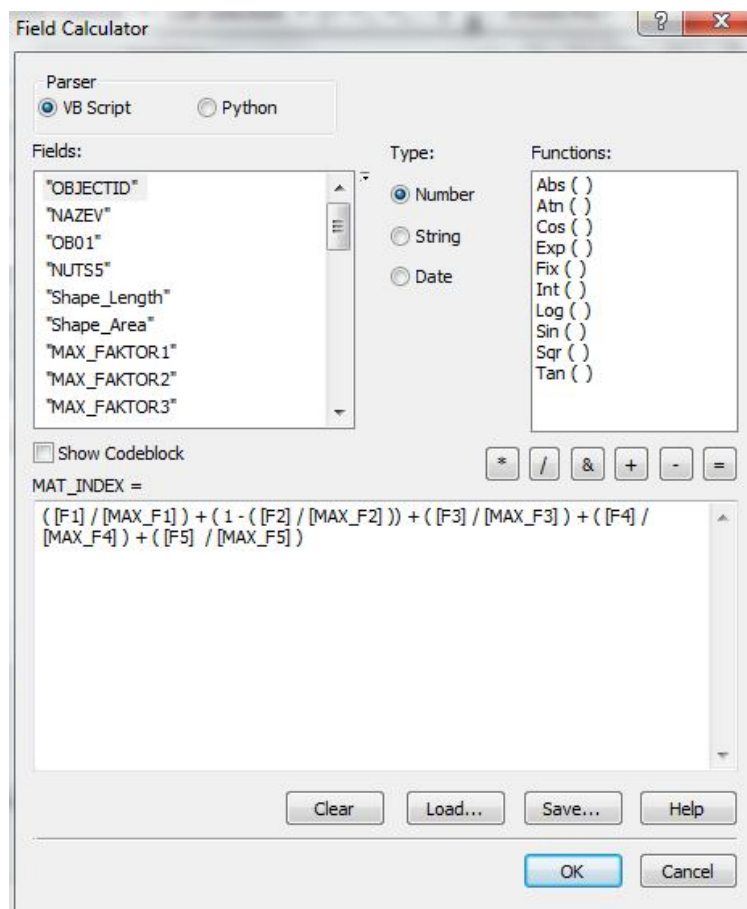 Field Calculator
Parser
VB Script
Python
Fields:
Type:
Functions:
"OBJECTID"
"NAZEV"
"OB01"
"NUTS5"
"Shape_Length"
"Shape_Area"
"MAX_FAKTOR1"
"MAX_FAKTOR2"
"MAX_FAKTOR3"
Number
String
Date
Abs ( )
Atn ( )
Cos ( )
Exp ( )
Fix ( )
Int ( )
Log ( )
Sin ( )
Sqr ( )
Tan ( )
Show Codeblock
* / & + - =
MAT_INDEX =
( [F1] / [MAX_F1] ) + ( 1 - ( [F2] / [MAX_F2] )) + ( [F3] / [MAX_F3] ) + ( [F4] /
[MAX_F4] ) + ( [F5] / [MAX_F5] )
Clear
Load...
Save...
Help
OK
Cancel